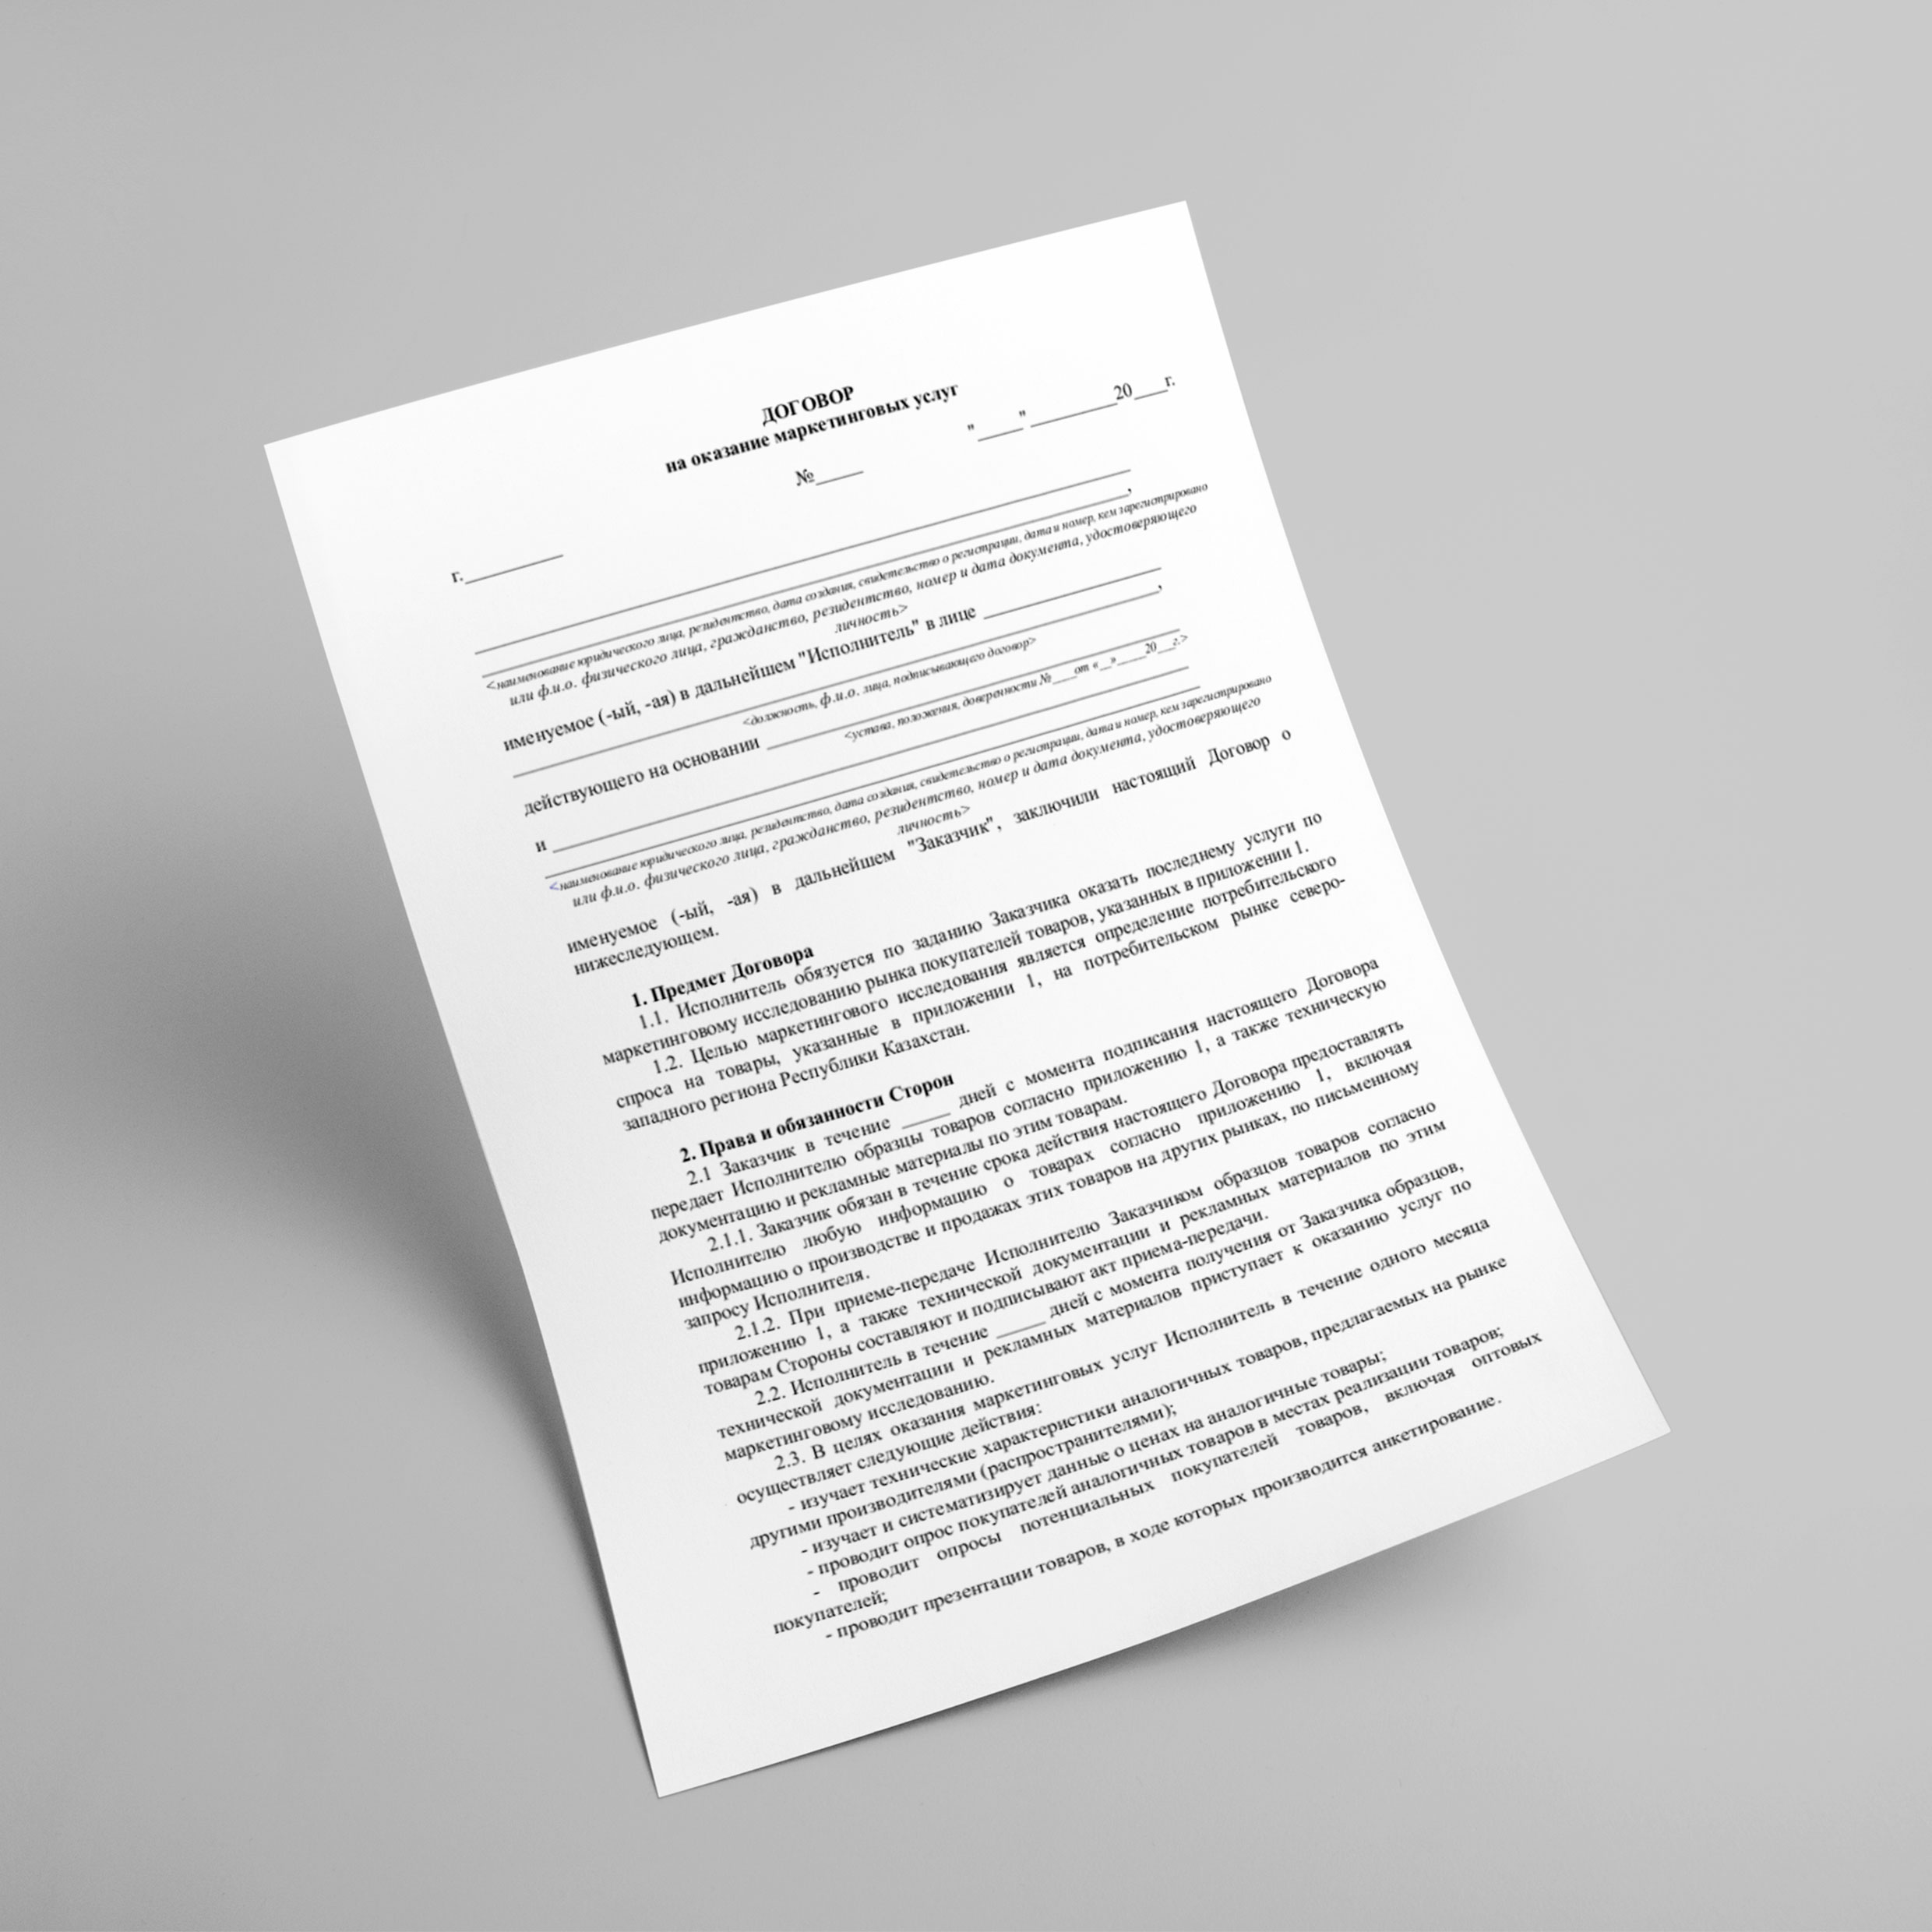 ДОГОВОР
на оказание маркетинговых услуг
№_____
г.__________ "_____" _________20____г.
_______________
_______________,
<наименование юридического лица, резидентство, дата создания, свидетельство о регистрации, дата и номер, кем зарегистрировано
или ф.и.о. физического лица, гражданство, резидентство, номер и дата документа, удостоверяющего
личность>
именуемое (-ый, -ая) в дальнейшем "Исполнитель" в лице ____________________
_______________,
<должность, ф.и.о. лица, подписывающего договор>
действующего на основании _______________
<устава, положения, доверенности №____от «__»_____20___г.>
и _______________
_______________
<наименование юридического лица, резидентство, дата создания, свидетельство о регистрации, дата и номер, кем зарегистрировано
или ф.и.о. физического лица, гражданство, резидентство, номер и дата документа, удостоверяющего
личность>
именуемое (-ый, -ая) в дальнейшем "Заказчик", заключили настоящий Договор о
нижеследующем.
1. Предмет Договора
1.1. Исполнитель обязуется по заданию Заказчика оказать последнему услуги по
маркетинговому исследованию рынка покупателей товаров, указанных в приложении 1.
1.2. Целью маркетингового исследования является определение потребительского
спроса на товары, указанные в приложении 1, на потребительском рынке северо-
западного региона Республики Казахстан.
2. Права и обязанности Сторон
2.1 Заказчик в течение _____ дней с момента подписания настоящего Договора
передает Исполнителю образцы товаров согласно приложению 1, а также техническую
документацию и рекламные материалы по этим товарам.
2.1.1. Заказчик обязан в течение срока действия настоящего Договора предоставлять
Исполнителю любую информацию о товарах согласно приложению 1, включая
информацию о производстве и продажах этих товаров на других рынках, по письменному
запросу Исполнителя.
2.1.2. При приеме-передаче Исполнителю Заказчиком образцов товаров согласно
приложению 1, а также технической документации и рекламных материалов по этим
товарам Стороны составляют и подписывают акт приема-передачи.
2.2. Исполнитель в течение _____ дней с момента получения от Заказчика образцов,
технической документации и рекламных материалов приступает к оказанию услуг по
маркетинговому исследованию.
2.3. В целях оказания маркетинговых услуг Исполнитель в течение одного месяца
осуществляет следующие действия:
- изучает технические характеристики аналогичных товаров, предлагаемых на рынке
другими производителями (распространителями);
- изучает и систематизирует данные о ценах на аналогичные товары;
- проводит опрос покупателей аналогичных товаров в местах реализации товаров;
- проводит опросы потенциальных покупателей товаров, включая оптовых
покупателей;
- проводит презентации товаров, в ходе которых производится анкетирование.